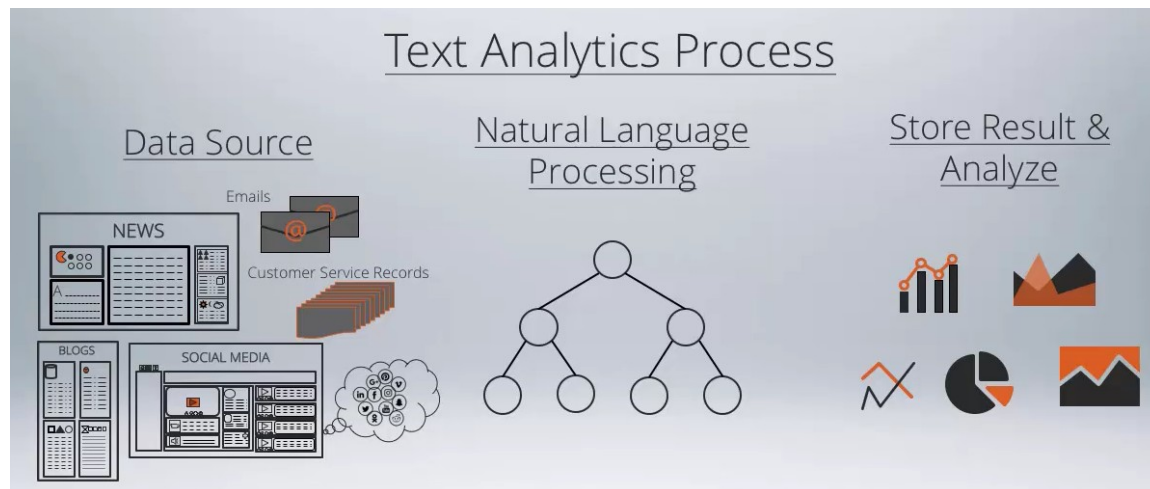 Text Analytics Process
Data Source
Emails
NEWS
A
Customer Service Records
BLOGS
SOCIAL MEDIA
Natural Language
Processing
Store Result &
Analyze